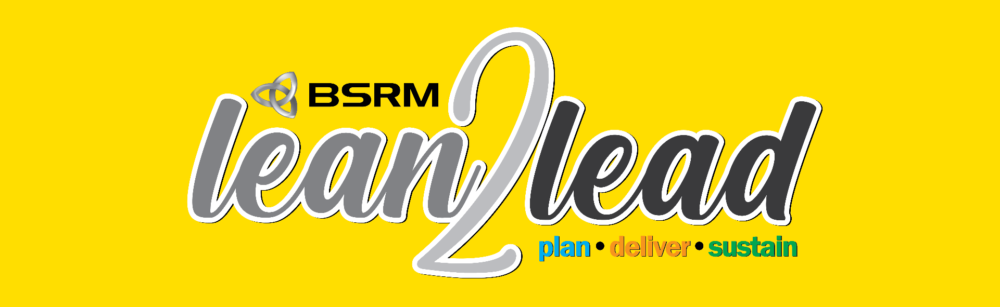 BSRM
lean2lead
plan • deliver • sustain